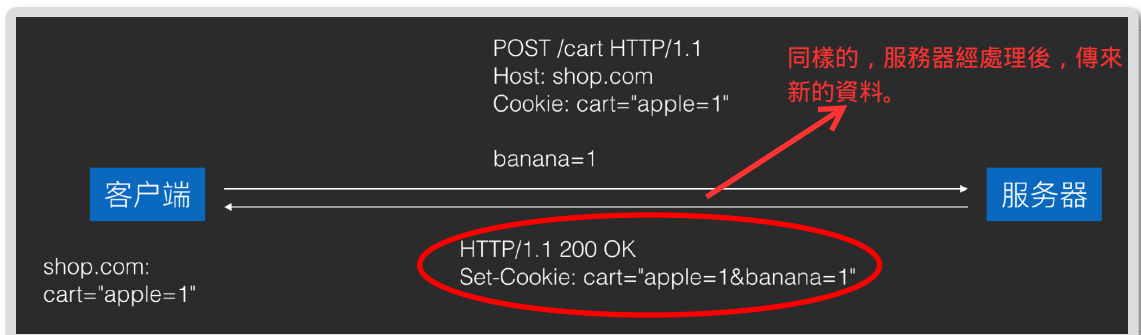 POST /cart HTTP/1.1
Host: shop.com
Cookie: cart="apple=1"
banana=1
同樣的，服務器經處理後，傳來
新的資料。
客户端
服务器
HTTP/1.1 200 OK
Set-Cookie: cart="apple=1&banana=1"
shop.com:
cart="apple=1"